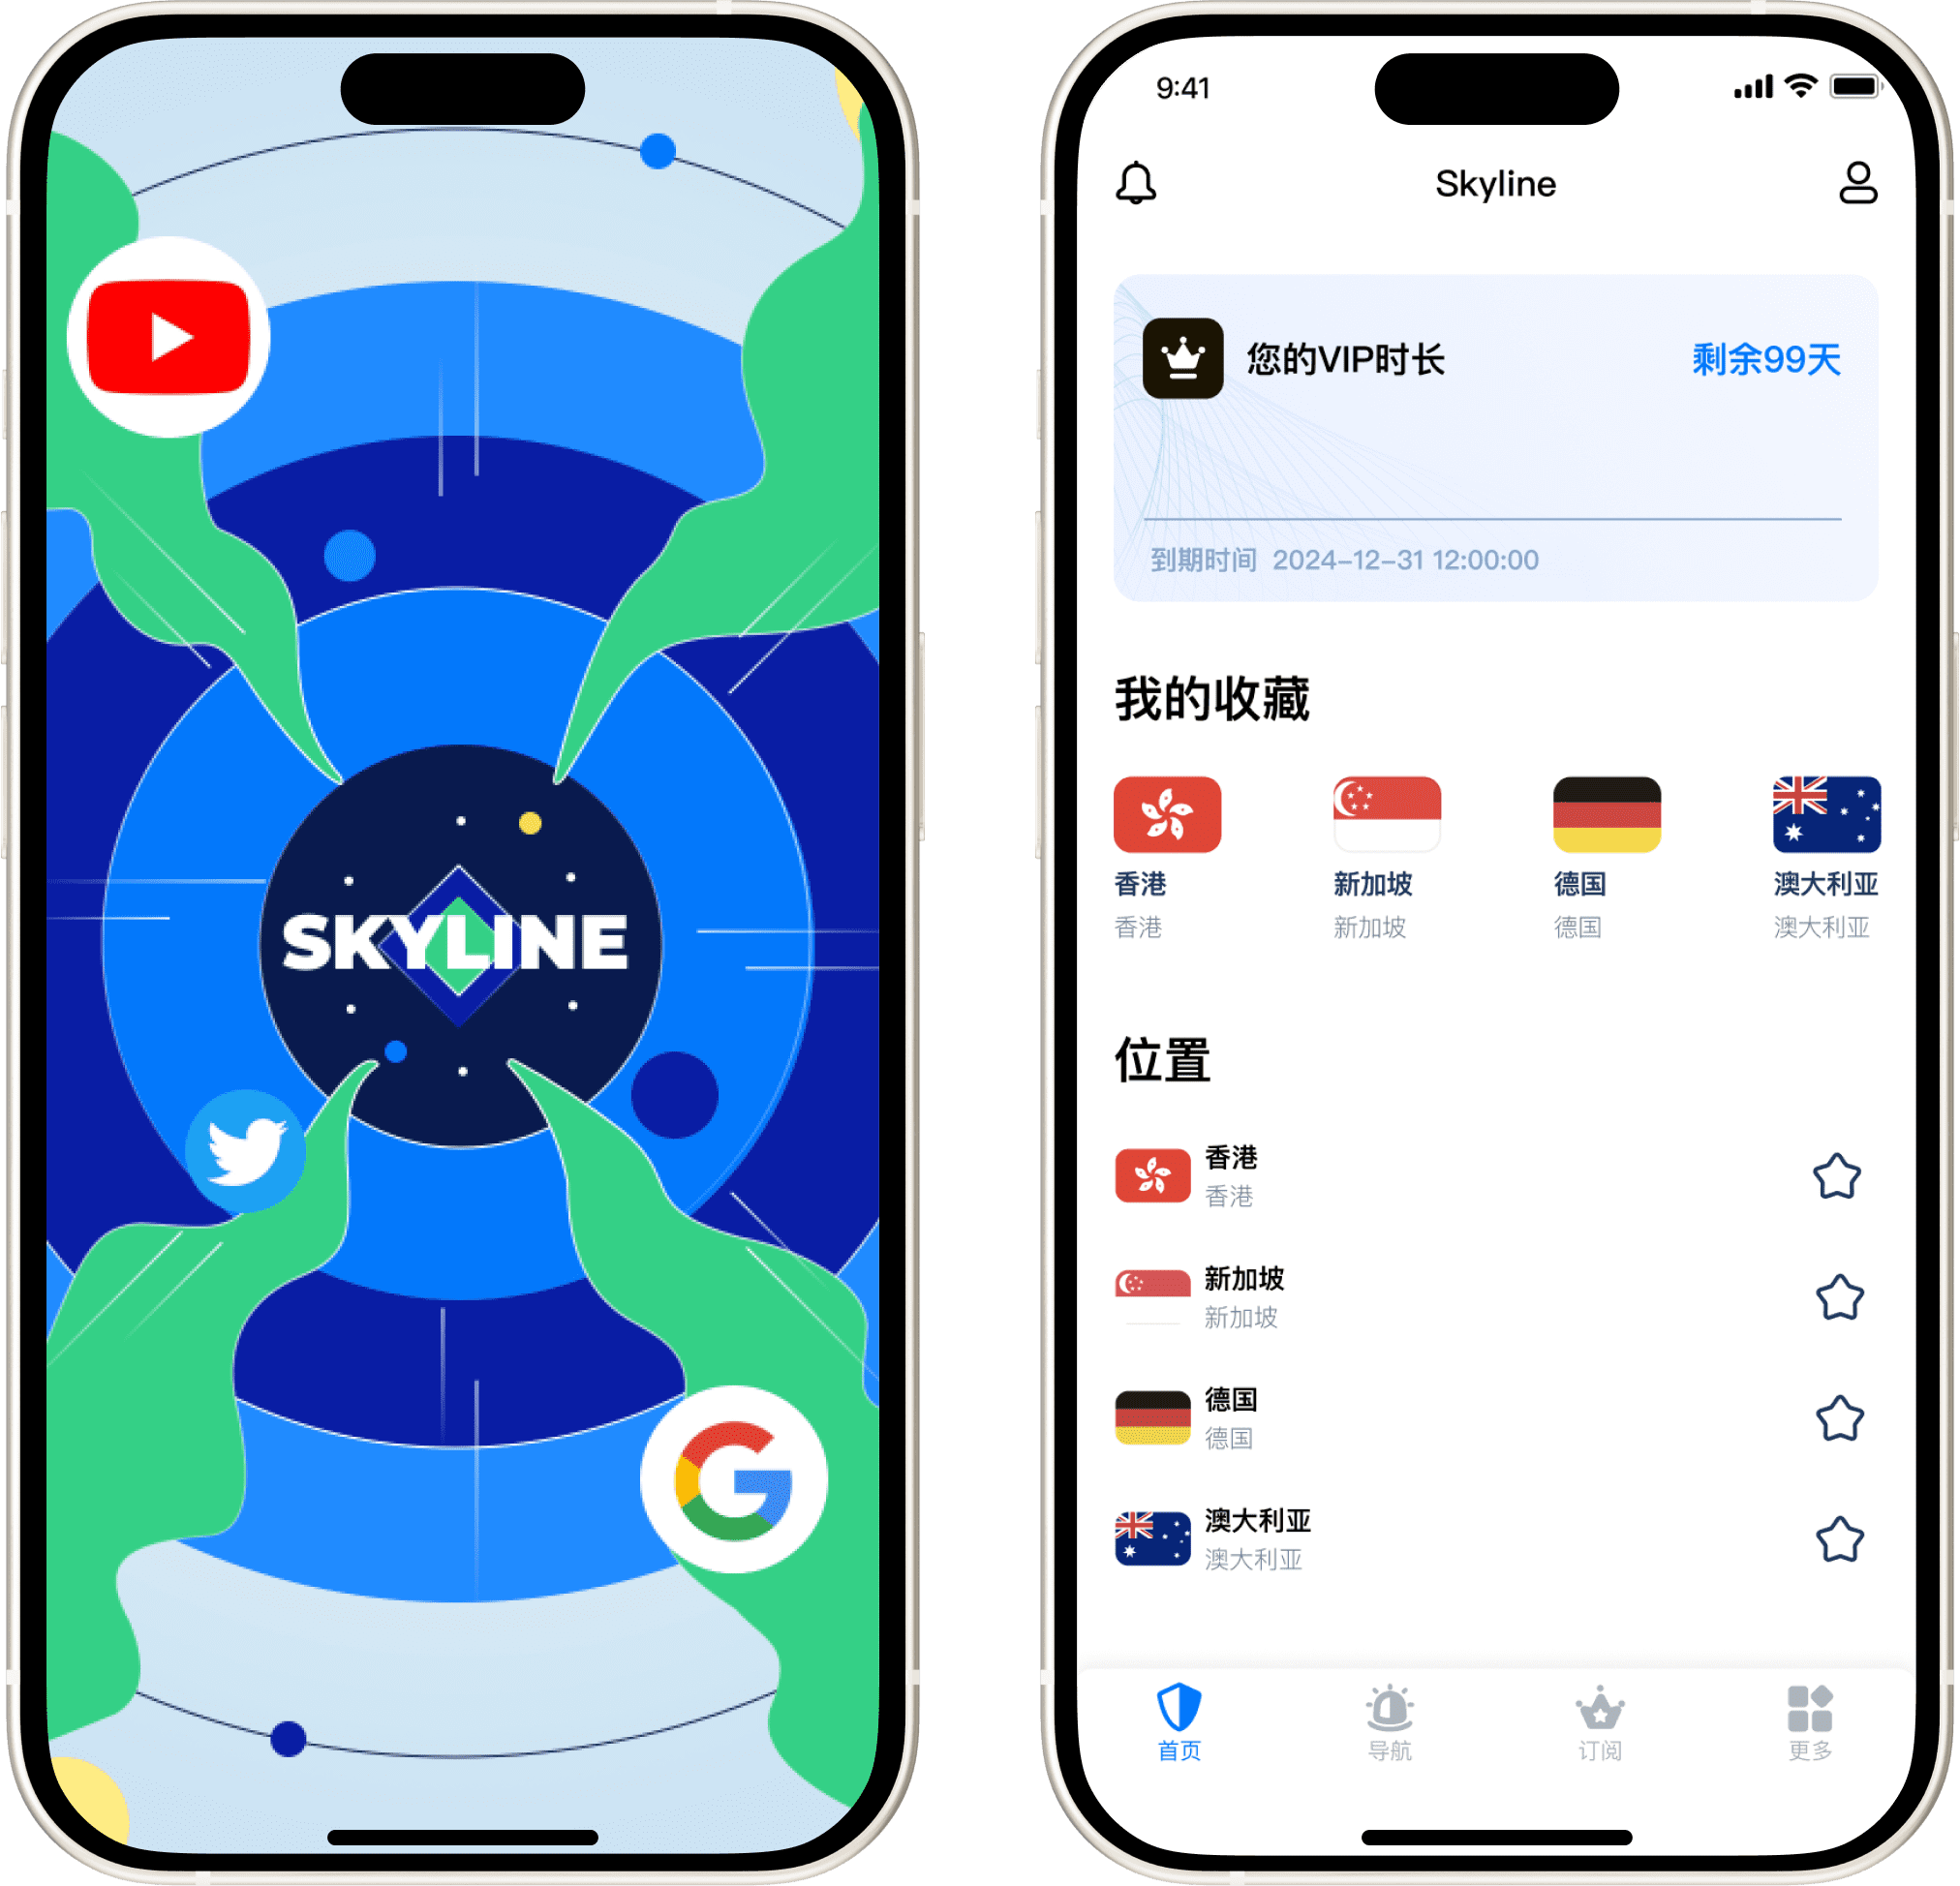 SKYLINE
9:41
Skyline
您的VIP时长 剩余99天
到期时间 2024-12-31 12:00:00
我的收藏
香港 新加坡 德国 澳大利亚
香港 新加坡 德国 澳大利亚
位置
香港
香港
新加坡
新加坡
德国
德国
澳大利亚
澳大利亚
首页 导航 订阅 更多